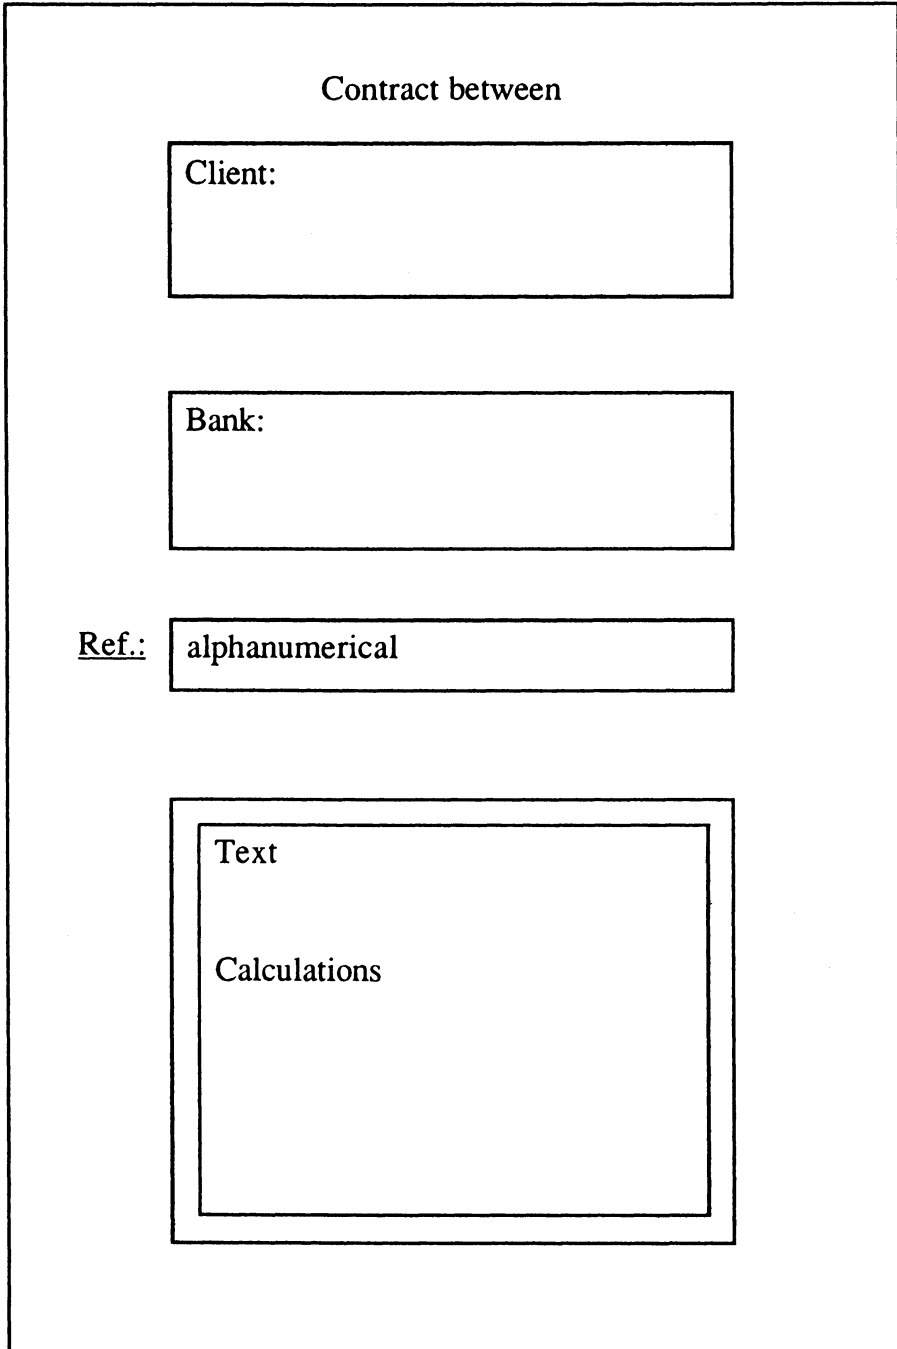 Contract between
Client:
Bank:
Ref.: alphanumerical
Text
Calculations